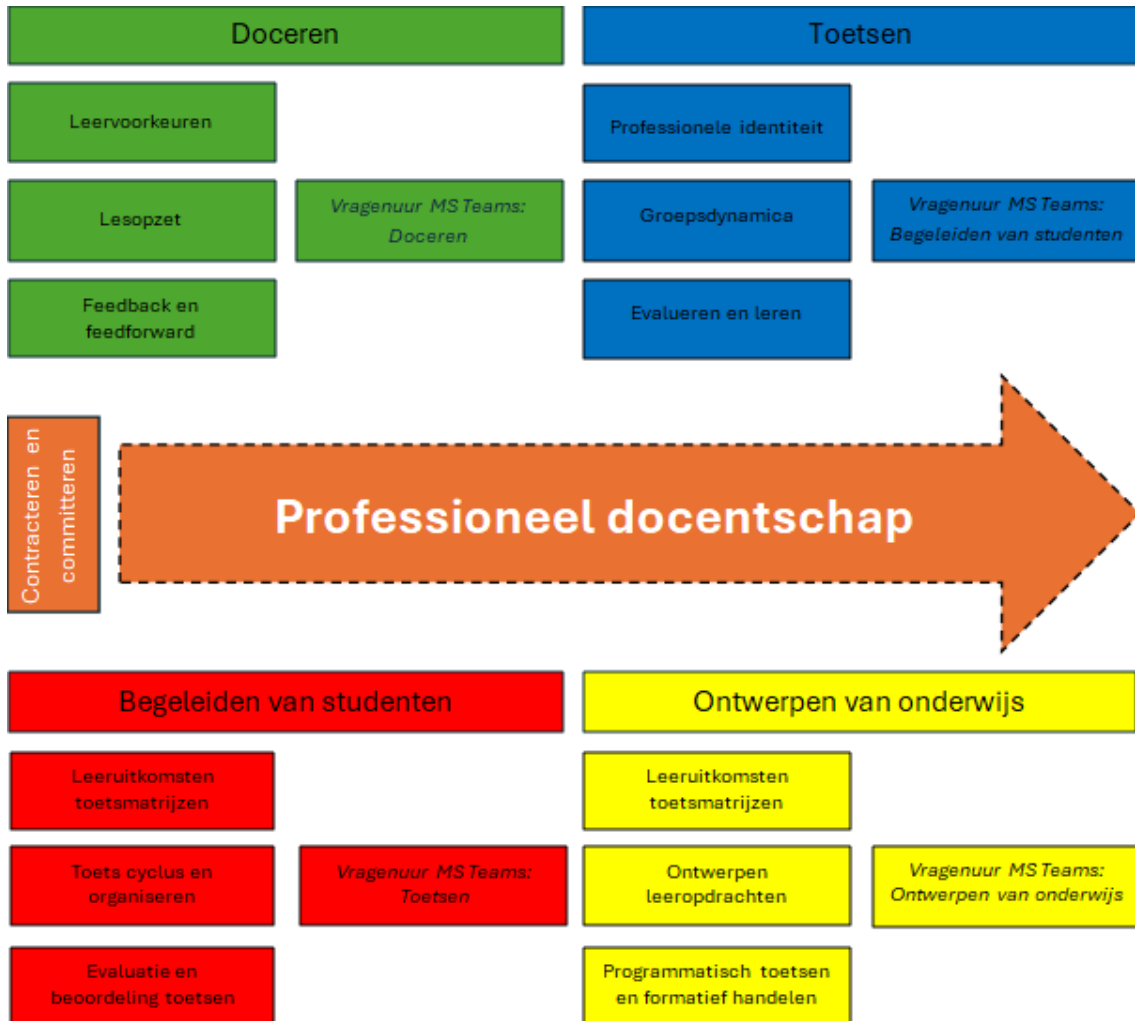 Doceren
Toetsen
Leervoorkeuren
Professionele identiteit
Lesopzet
Vragenuur MS Teams:
Doceren
Groepsdynamica
Vragenuur MS Teams:
Begeleiden van studenten
Feedback en
feedforward
Evalueren en leren
Contracteren en
committeren
Professioneel docentschap
Begeleiden van studenten
Ontwerpen van onderwijs
Leeruitkomsten
toetsmatrijzen
Leeruitkomsten
toetsmatrijzen
Toets cyclus en
organiseren
Vragenuur MS Teams:
Toetsen
Ontwerpen
leeropdrachten
Vragenuur MS Teams:
Ontwerpen van onderwijs
Evaluatie en
beoordeling toetsen
Programmatisch toetsen
en formatief handelen